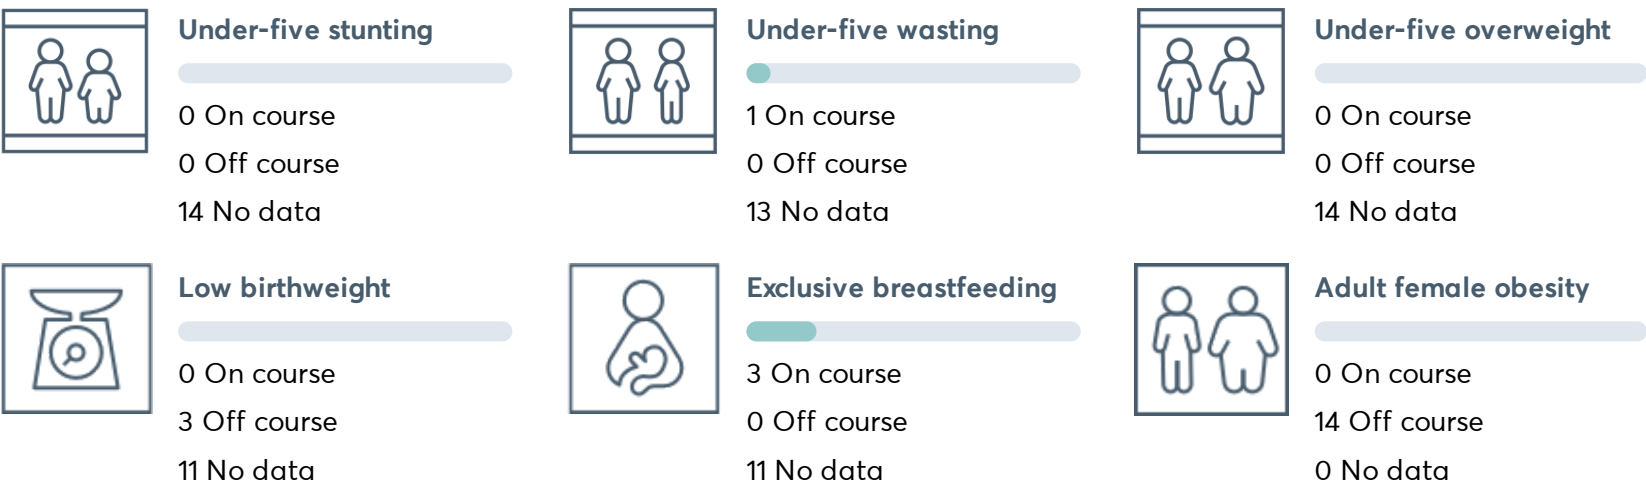 Under-five stunting
0 On course
0 Off course
14 No data
Under-five wasting
1 On course
0 Off course
13 No data
Under-five overweight
0 On course
0 Off course
14 No data
Low birthweight
0 On course
3 Off course
11 No data
Exclusive breastfeeding
3 On course
0 Off course
11 No data
Adult female obesity
0 On course
14 Off course
0 No data